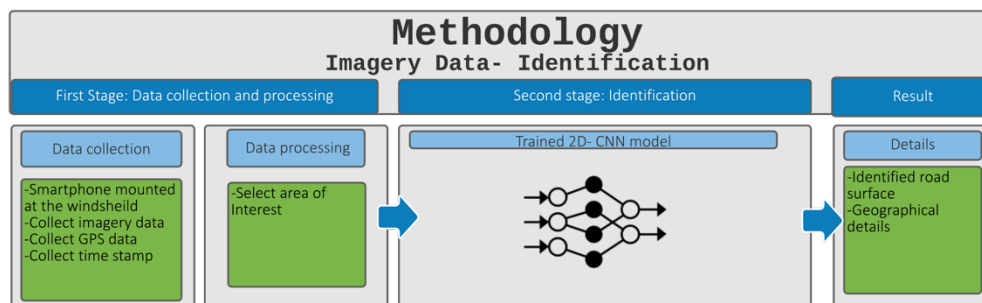 Methodology
Imagery Data- Identification
First Stage: Data collection and processing
Second stage: Identification
Result
Data collection
-Smartphone mounted
at the windsheild
-Collect imagery data
-Collect GPS data
-Collect time stamp
Data processing
-Select area of
Interest
Trained 2D- CNN model
Details
-Identified road
surface
-Geographical
details